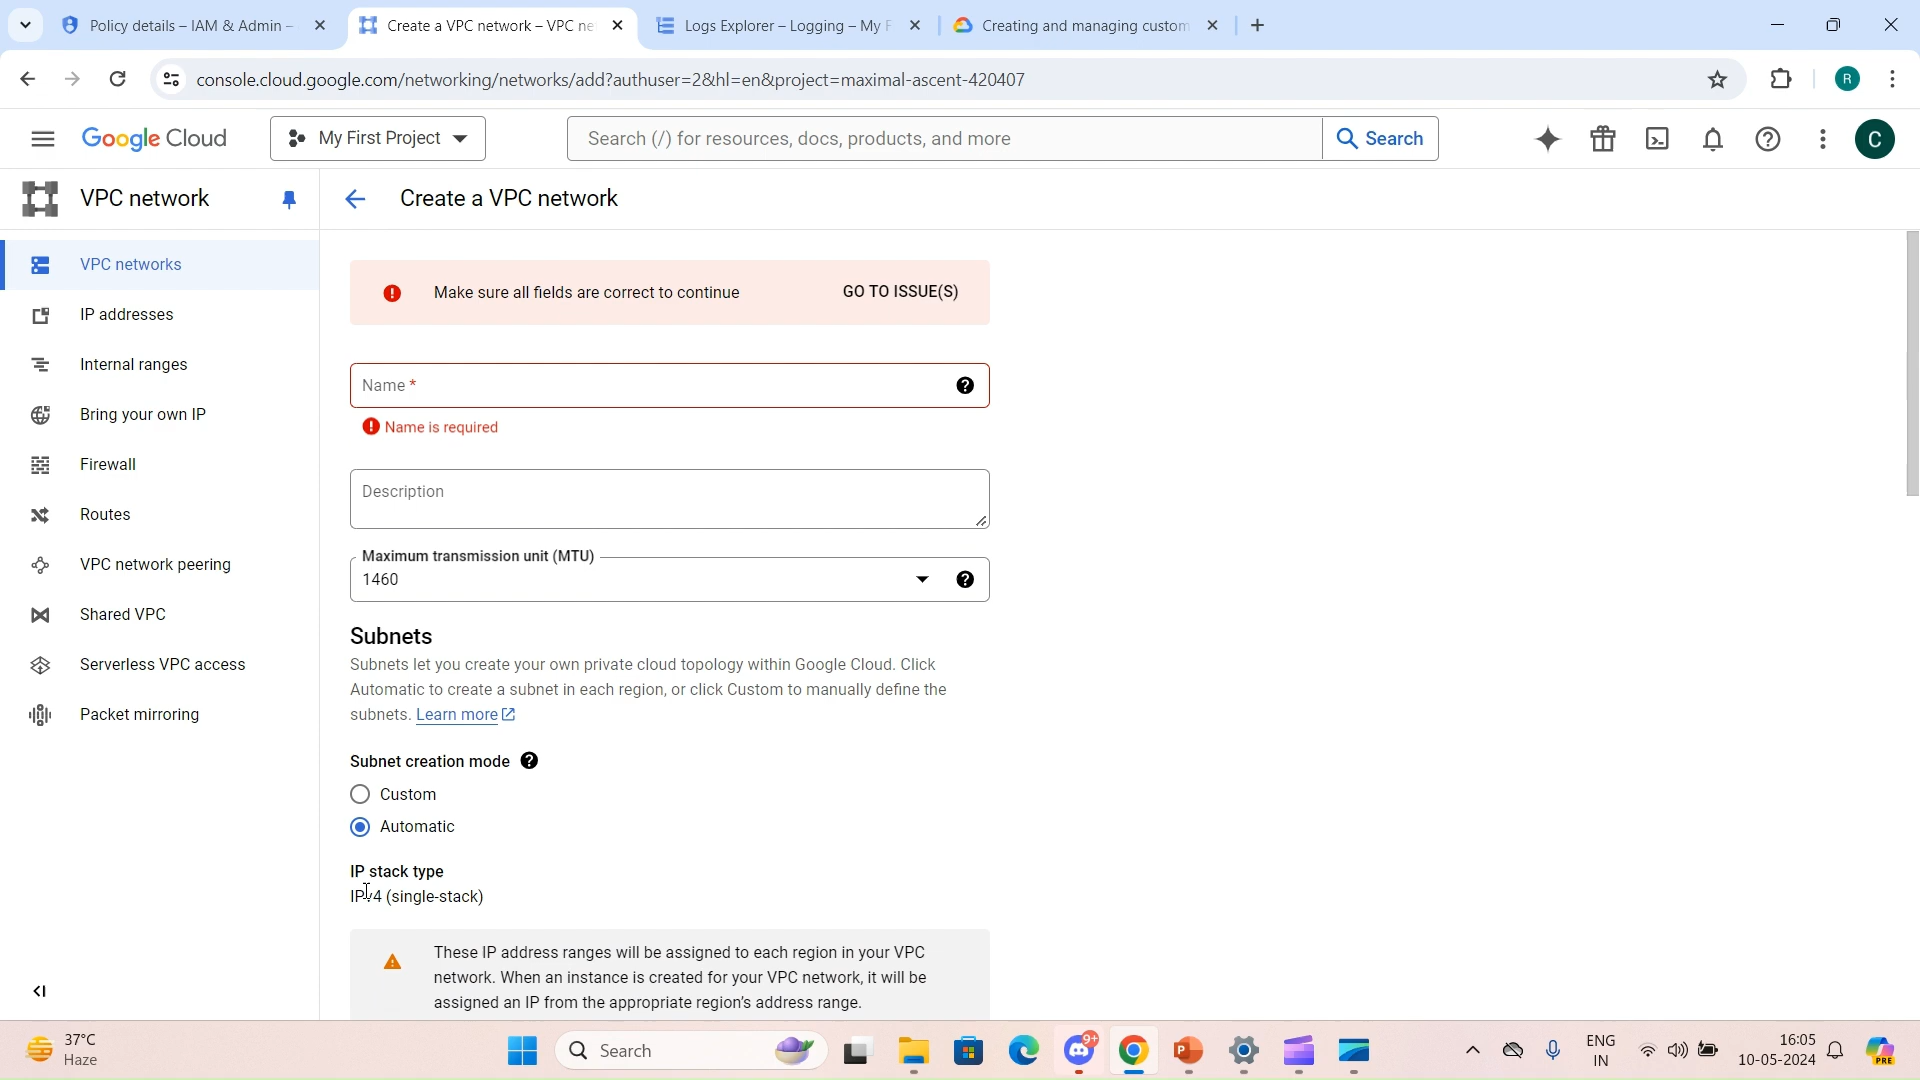 Policy details – IAM & Admin –
Create a VPC network – VPC ne
Logs Explorer – Logging – My F
Creating and managing custom
console.cloud.google.com/networking/networks/add?authuser=2&hl=en&project=maximal-ascent-420407
R
Google Cloud
My First Project
Search (/) for resources, docs, products, and more
Search
C
VPC network
Create a VPC network
VPC networks
IP addresses
Internal ranges
Bring your own IP
Firewall
Routes
VPC network peering
Shared VPC
Serverless VPC access
Packet mirroring
Make sure all fields are correct to continue
GO TO ISSUE(S)
Name *
Name is required
Description
Maximum transmission unit (MTU)
1460
Subnets
Subnets let you create your own private cloud topology within Google Cloud. Click
Automatic to create a subnet in each region, or click Custom to manually define the
subnets. Learn more
Subnet creation mode
Custom
Automatic
IP stack type
IPv4 (single-stack)
These IP address ranges will be assigned to each region in your VPC
network. When an instance is created for your VPC network, it will be
assigned an IP from the appropriate region's address range.
37°C
Haze
Search
9+
P
ENG
IN
16:05
10-05-2024
PRE